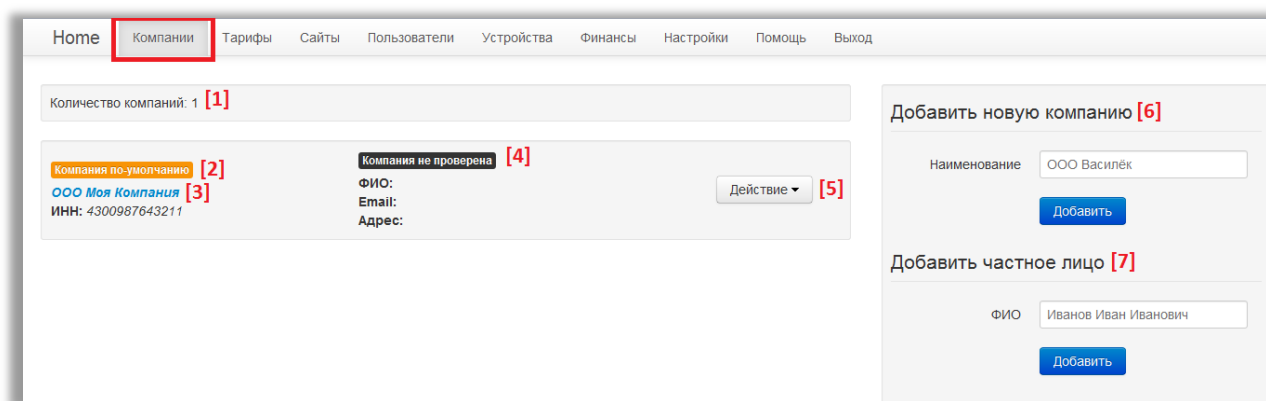 Home Компании Тарифы Сайты Пользователи Устройства Финансы Настройки Помощь Выход
Количество компаний: 1 [1]
Компания по-умолчанию [2]
ООО Моя Компания [3]
ИНН: 4300987643211
Компания не проверена [4]
ФИО:
Email:
Адрес:
Действие [5]
Добавить новую компанию [6]
Наименование ООО Василёк
Добавить
Добавить частное лицо [7]
ФИО Иванов Иван Иванович
Добавить